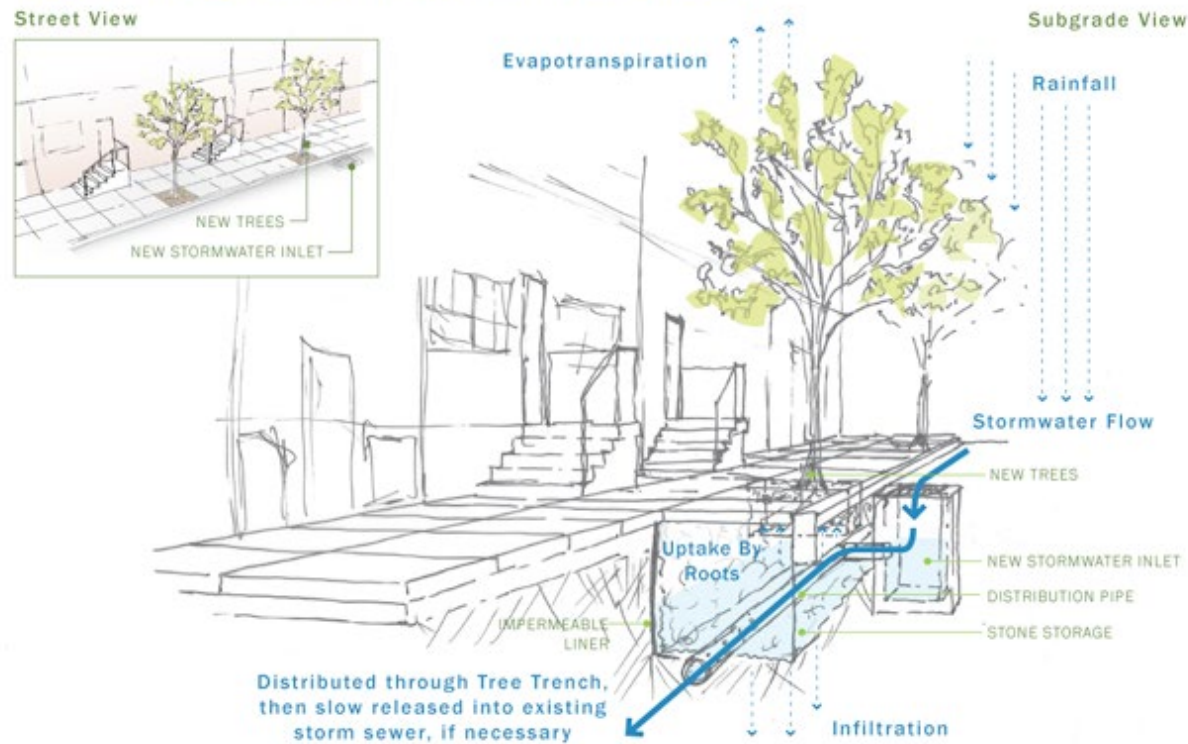 Street View
Subgrade View
Evapotranspiration
Rainfall
NEW TREES
NEW STORMWATER INLET
Stormwater Flow
NEW TREES
Uptake By
Roots
NEW STORMWATER INLET
DISTRIBUTION PIPE
IMPERMEABLE
LINER
STONE STORAGE
Distributed through Tree Trench,
then slow released into existing
storm sewer, if necessary
Infiltration